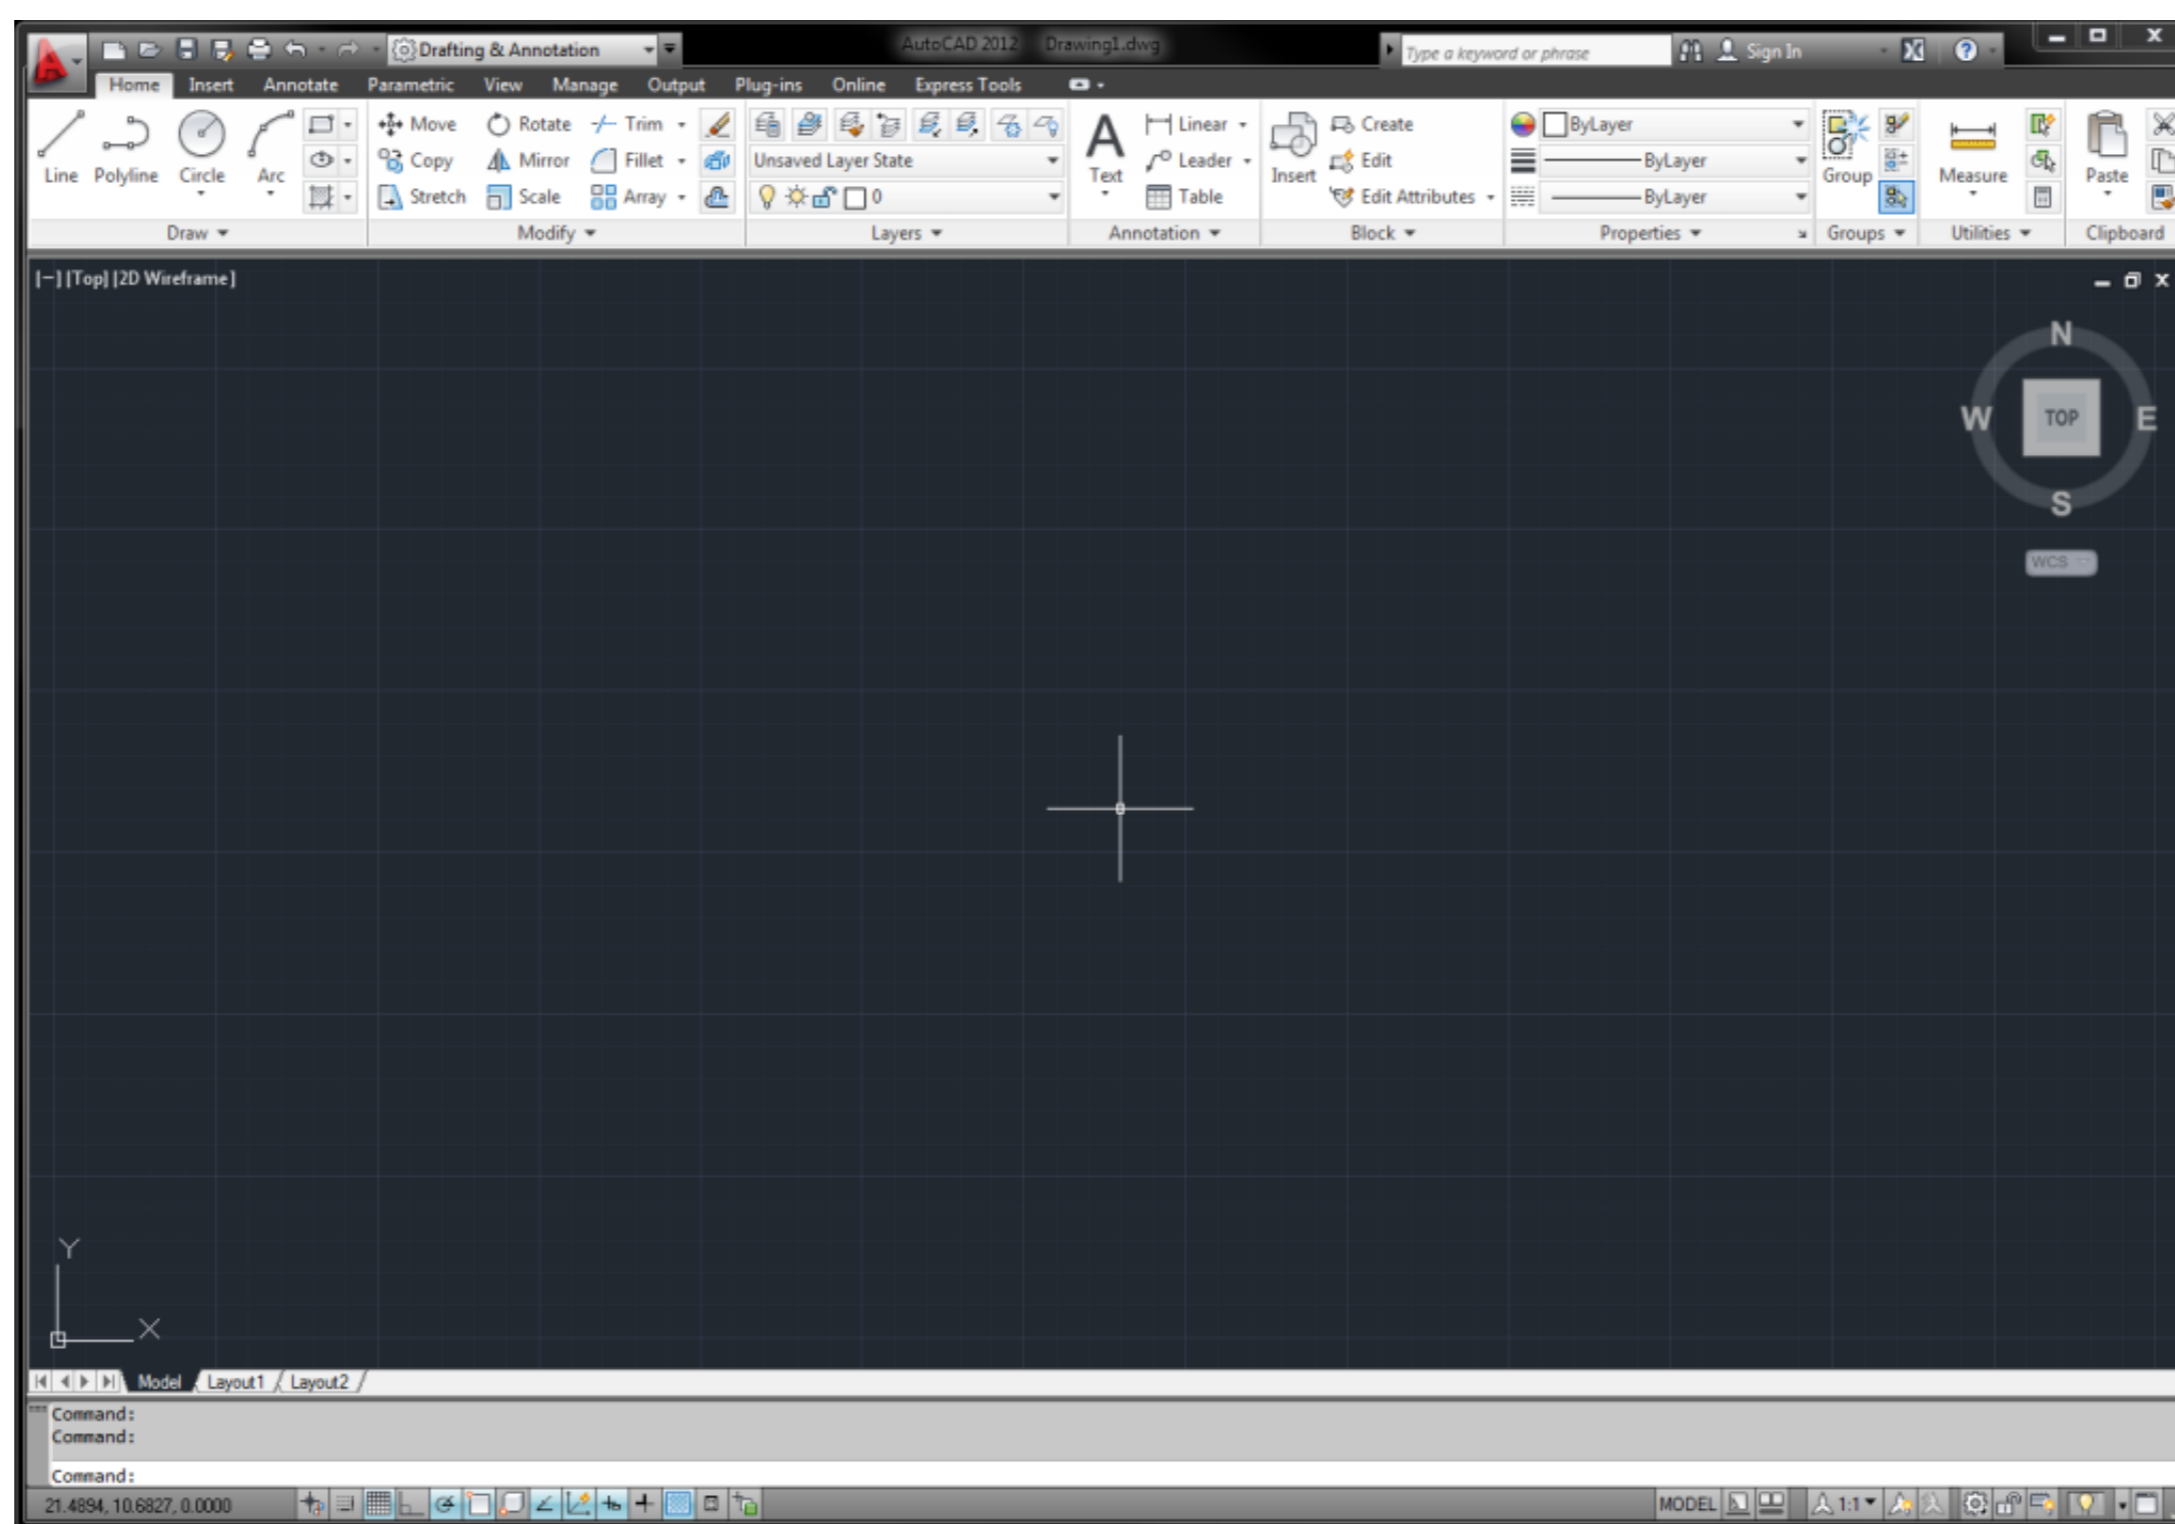 Drafting & Annotation AutoCAD 2012 Drawing1.dwg Type a keyword or phrase Sign In
Home Insert Annotate Parametric View Manage Output Plug-ins Online Express Tools
Move Rotate Trim Linear Create ByLayer
Line Polyline Circle Arc Copy Mirror Fillet Unsaved Layer State Text Leader Insert Edit ByLayer Group Measure Paste
Stretch Scale Array 0 Table Edit Attributes ByLayer
Draw Modify Layers Annotation Block Properties Groups Utilities Clipboard
[−] [Top] [2D Wireframe]
N
W TOP E
S
WCS
Y
X
Model Layout1 Layout2
Command:
Command:
Command:
21.4894, 10.6827, 0.0000 MODEL 1:1